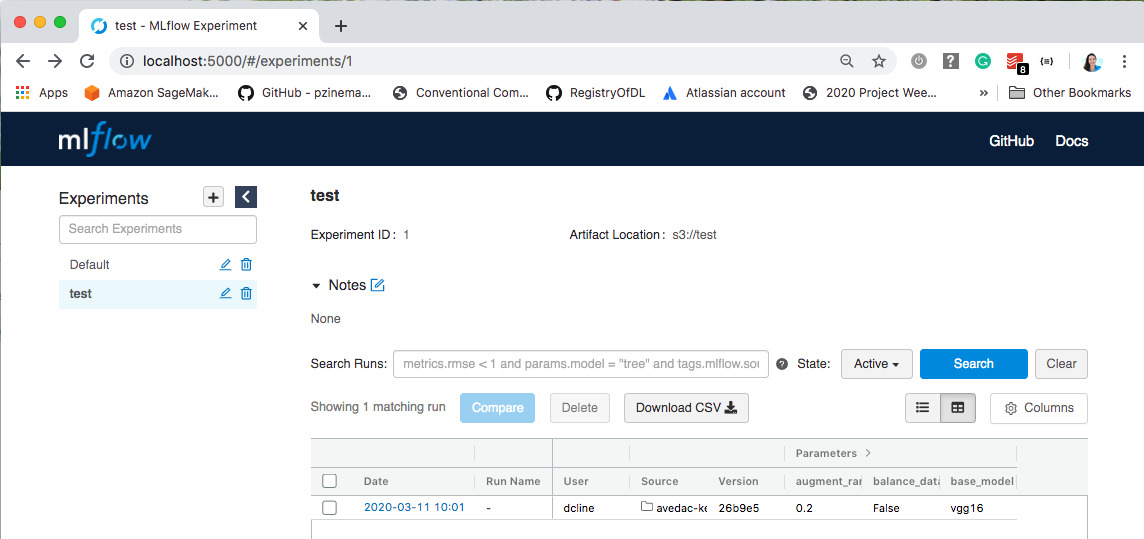 test - MLflow Experiment
localhost:5000/#/experiments/1
8
Apps Amazon SageMak... GitHub - pzinema... Conventional Com... RegistryOfDL Atlassian account 2020 Project Wee... » Other Bookmarks
mlflow GitHub Docs
Experiments
Search Experiments
Default
test
test
Experiment ID: 1 Artifact Location: s3://test
Notes
None
Search Runs: metrics.rmse < 1 and params.model = "tree" and tags.mlflow.sou ? State: Active Search Clear
Showing 1 matching run Compare Delete Download CSV Columns
Parameters >
Date Run Name User Source Version augment_ran balance_data base_model
2020-03-11 10:01 - dcline avedac-ke 26b9e5 0.2 False vgg16